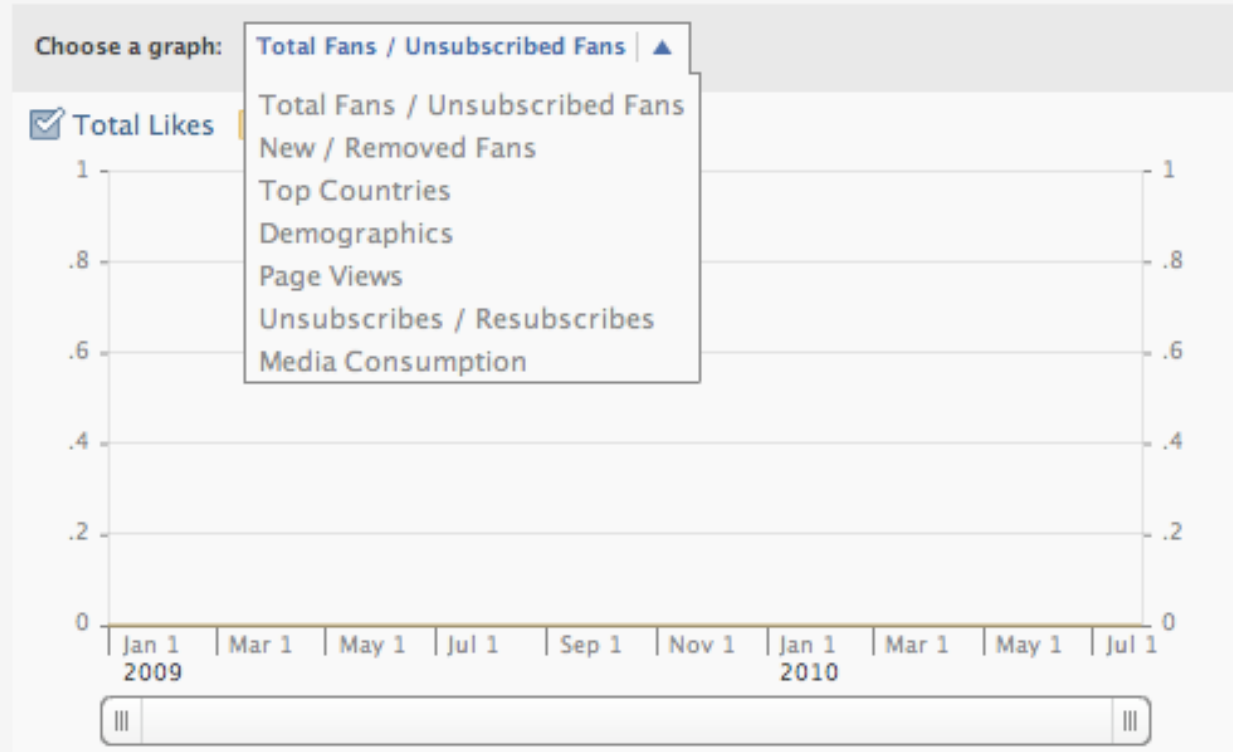 Choose a graph: Total Fans / Unsubscribed Fans
Total Fans / Unsubscribed Fans
Total Likes
New / Removed Fans
Top Countries
Demographics
Page Views
Unsubscribes / Resubscribes
Media Consumption
1 1
.8 .8
.6 .6
.4 .4
.2 .2
0 0
Jan 1 Mar 1 May 1 Jul 1 Sep 1 Nov 1 Jan 1 Mar 1 May 1 Jul 1
2009 2010